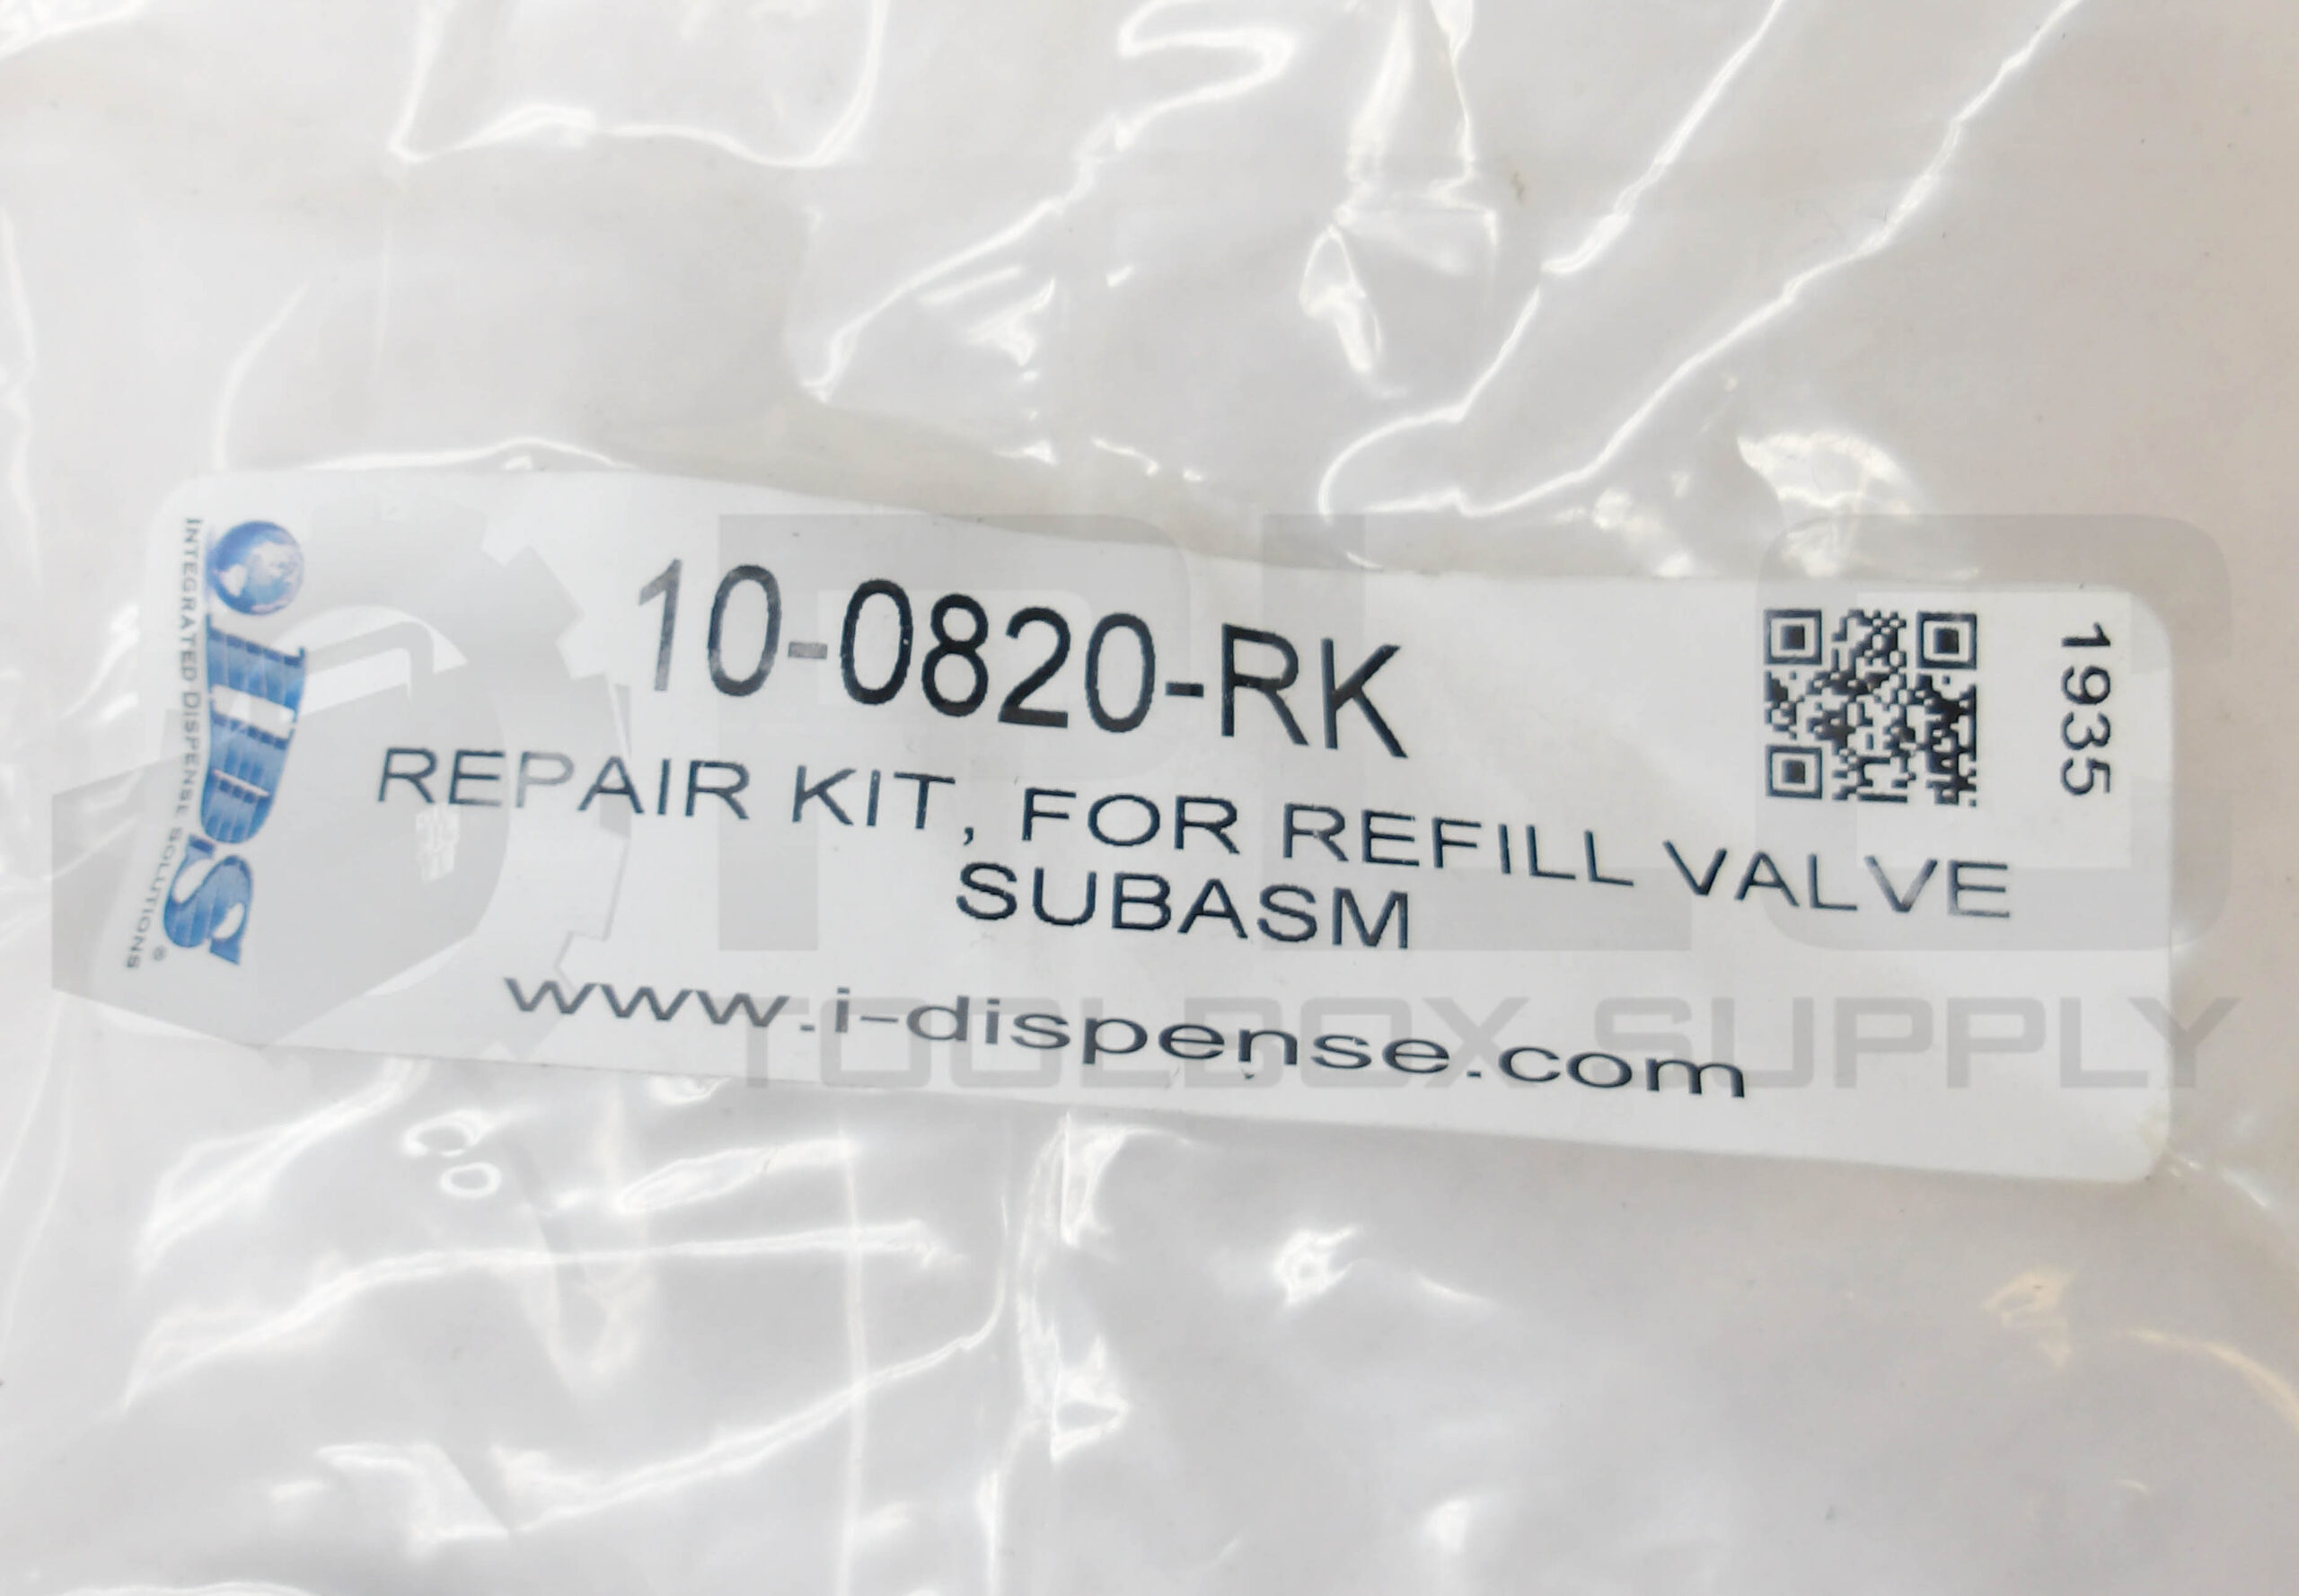 IDS
INTEGRATED DISPENSE SOLUTIONS
®
10-0820-RK
1935
REPAIR KIT, FOR REFILL VALVE
SUBASM
www.i-dispense.com
PLC
TOOLBOX SUPPLY